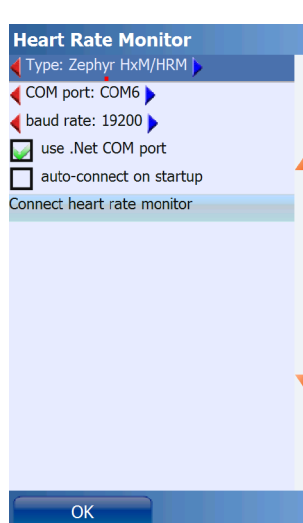 Heart Rate Monitor
Type: Zephyr HxM/HRM
COM port: COM6
baud rate: 19200
use .Net COM port
auto-connect on startup
Connect heart rate monitor
OK